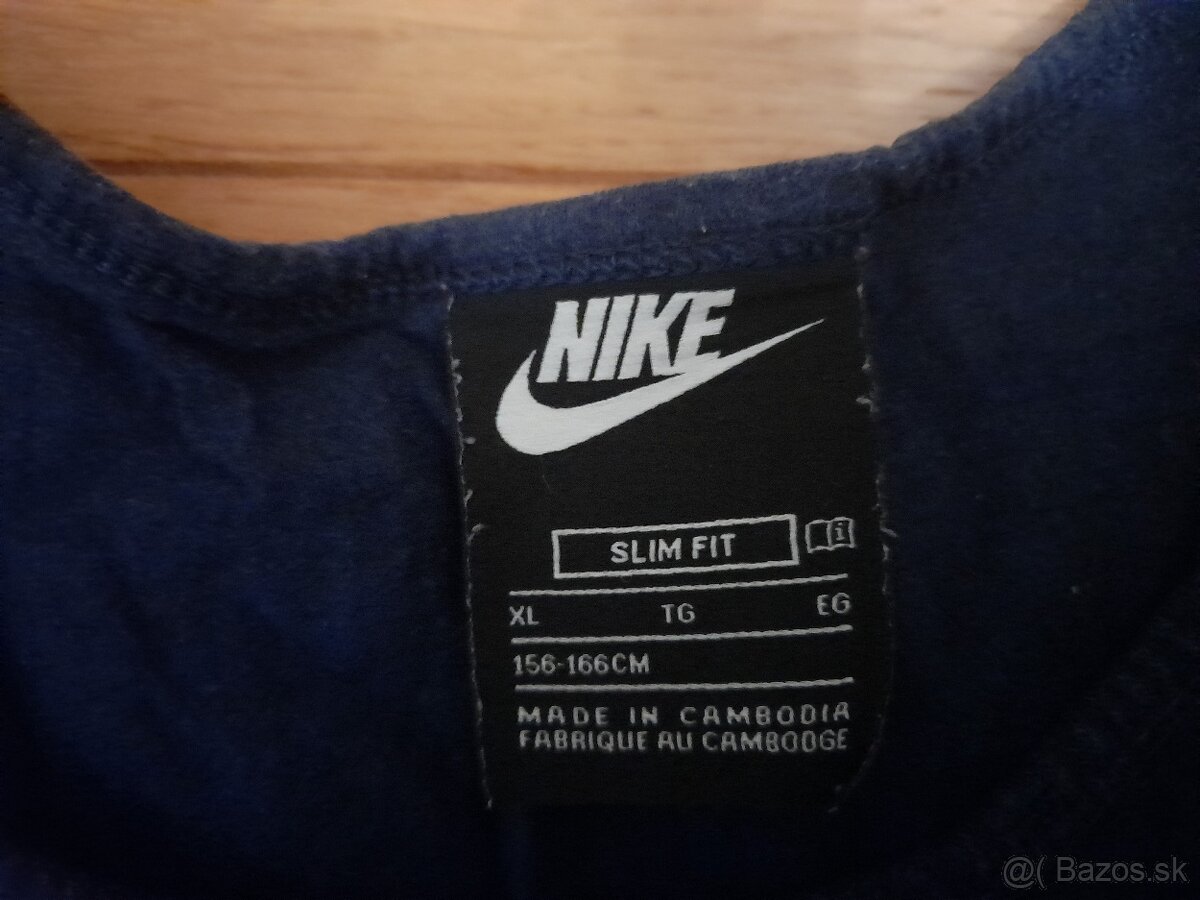 NIKE
SLIM FIT
XL TG EG
156-166CM
MADE IN CAMBODIA
FABRIQUE AU CAMBODGE
@( Bazos.sk